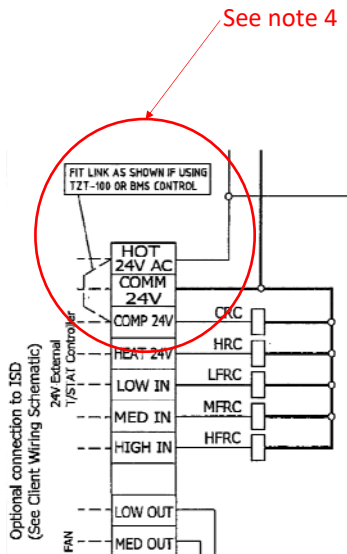 See note 4
FIT LINK AS SHOWN IF USING
TZT-100 OR BMS CONTROL
HOT
24V AC
COMM
24V
COMP 24V
CRC
HEAT 24V
HRC
LOW IN
LFRC
MED IN
MFRC
HIGH IN
HFRC
LOW OUT
MED OUT
24V External
T/STAT Controller
Optional connection to ISD
(See Client Wiring Schematic)
FAN